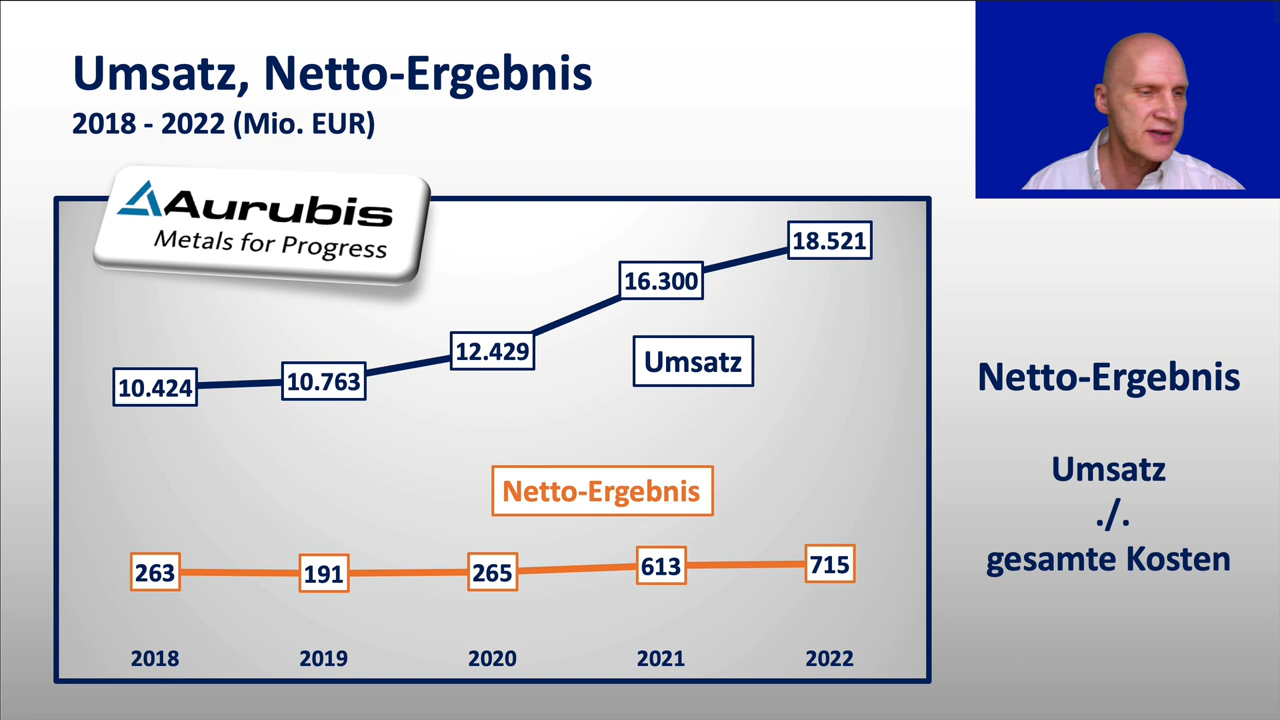 Umsatz, Netto-Ergebnis
2018 - 2022 (Mio. EUR)
Aurubis
Metals for Progress
18.521
16.300
12.429
10.763
10.424
Umsatz
Netto-Ergebnis
263
191
265
613
715
2018
2019
2020
2021
2022
Netto-Ergebnis
Umsatz
./.
gesamte Kosten